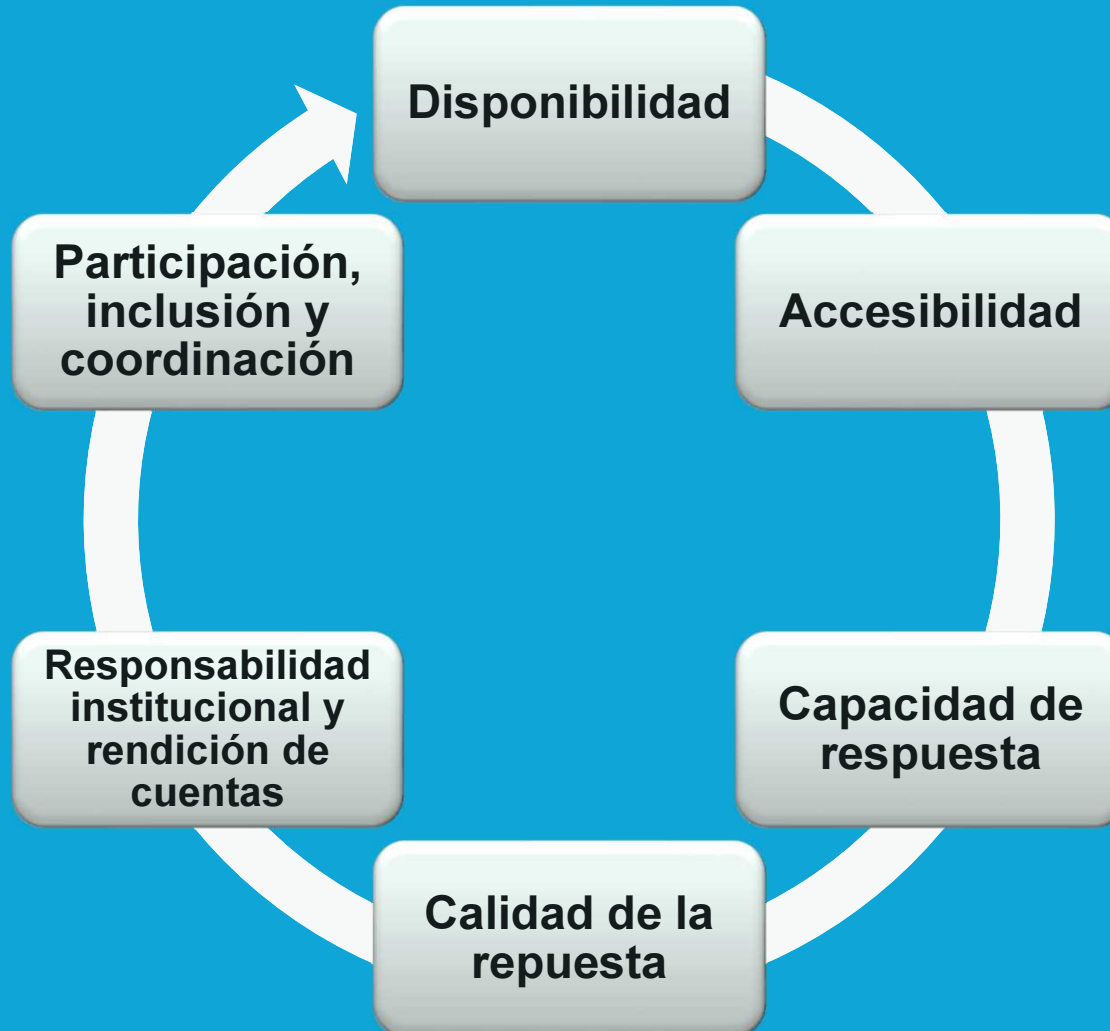 Disponibilidad
Accesibilidad
Capacidad de
respuesta
Calidad de la
repuesta
Responsabilidad
institucional y
rendición de
cuentas
Participación,
inclusión y
coordinación